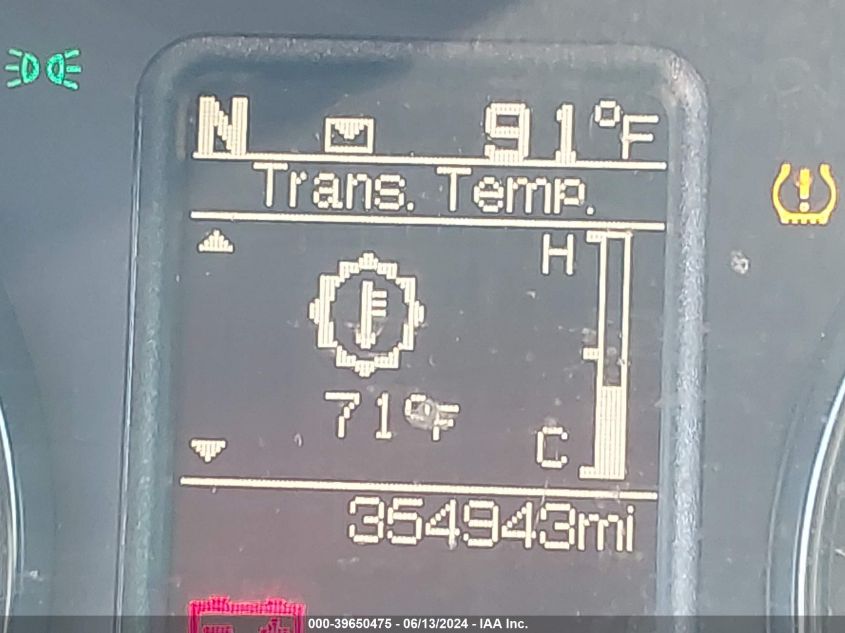 N 91°F
Trans. Temp.
H
71°F
C
354943mi
000-39650475 - 06/13/2024 - IAA Inc.